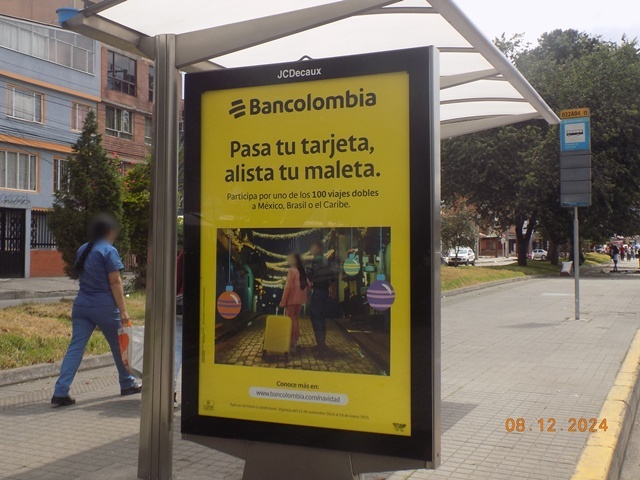 JCDecaux
Bancolombia
Pasa tu tarjeta,
alista tu maleta.
Participa por uno de los 100 viajes dobles
a México, Brasil o el Caribe.
Conoce más en:
www.bancolombia.com/navidad
022A04
08.12.2024